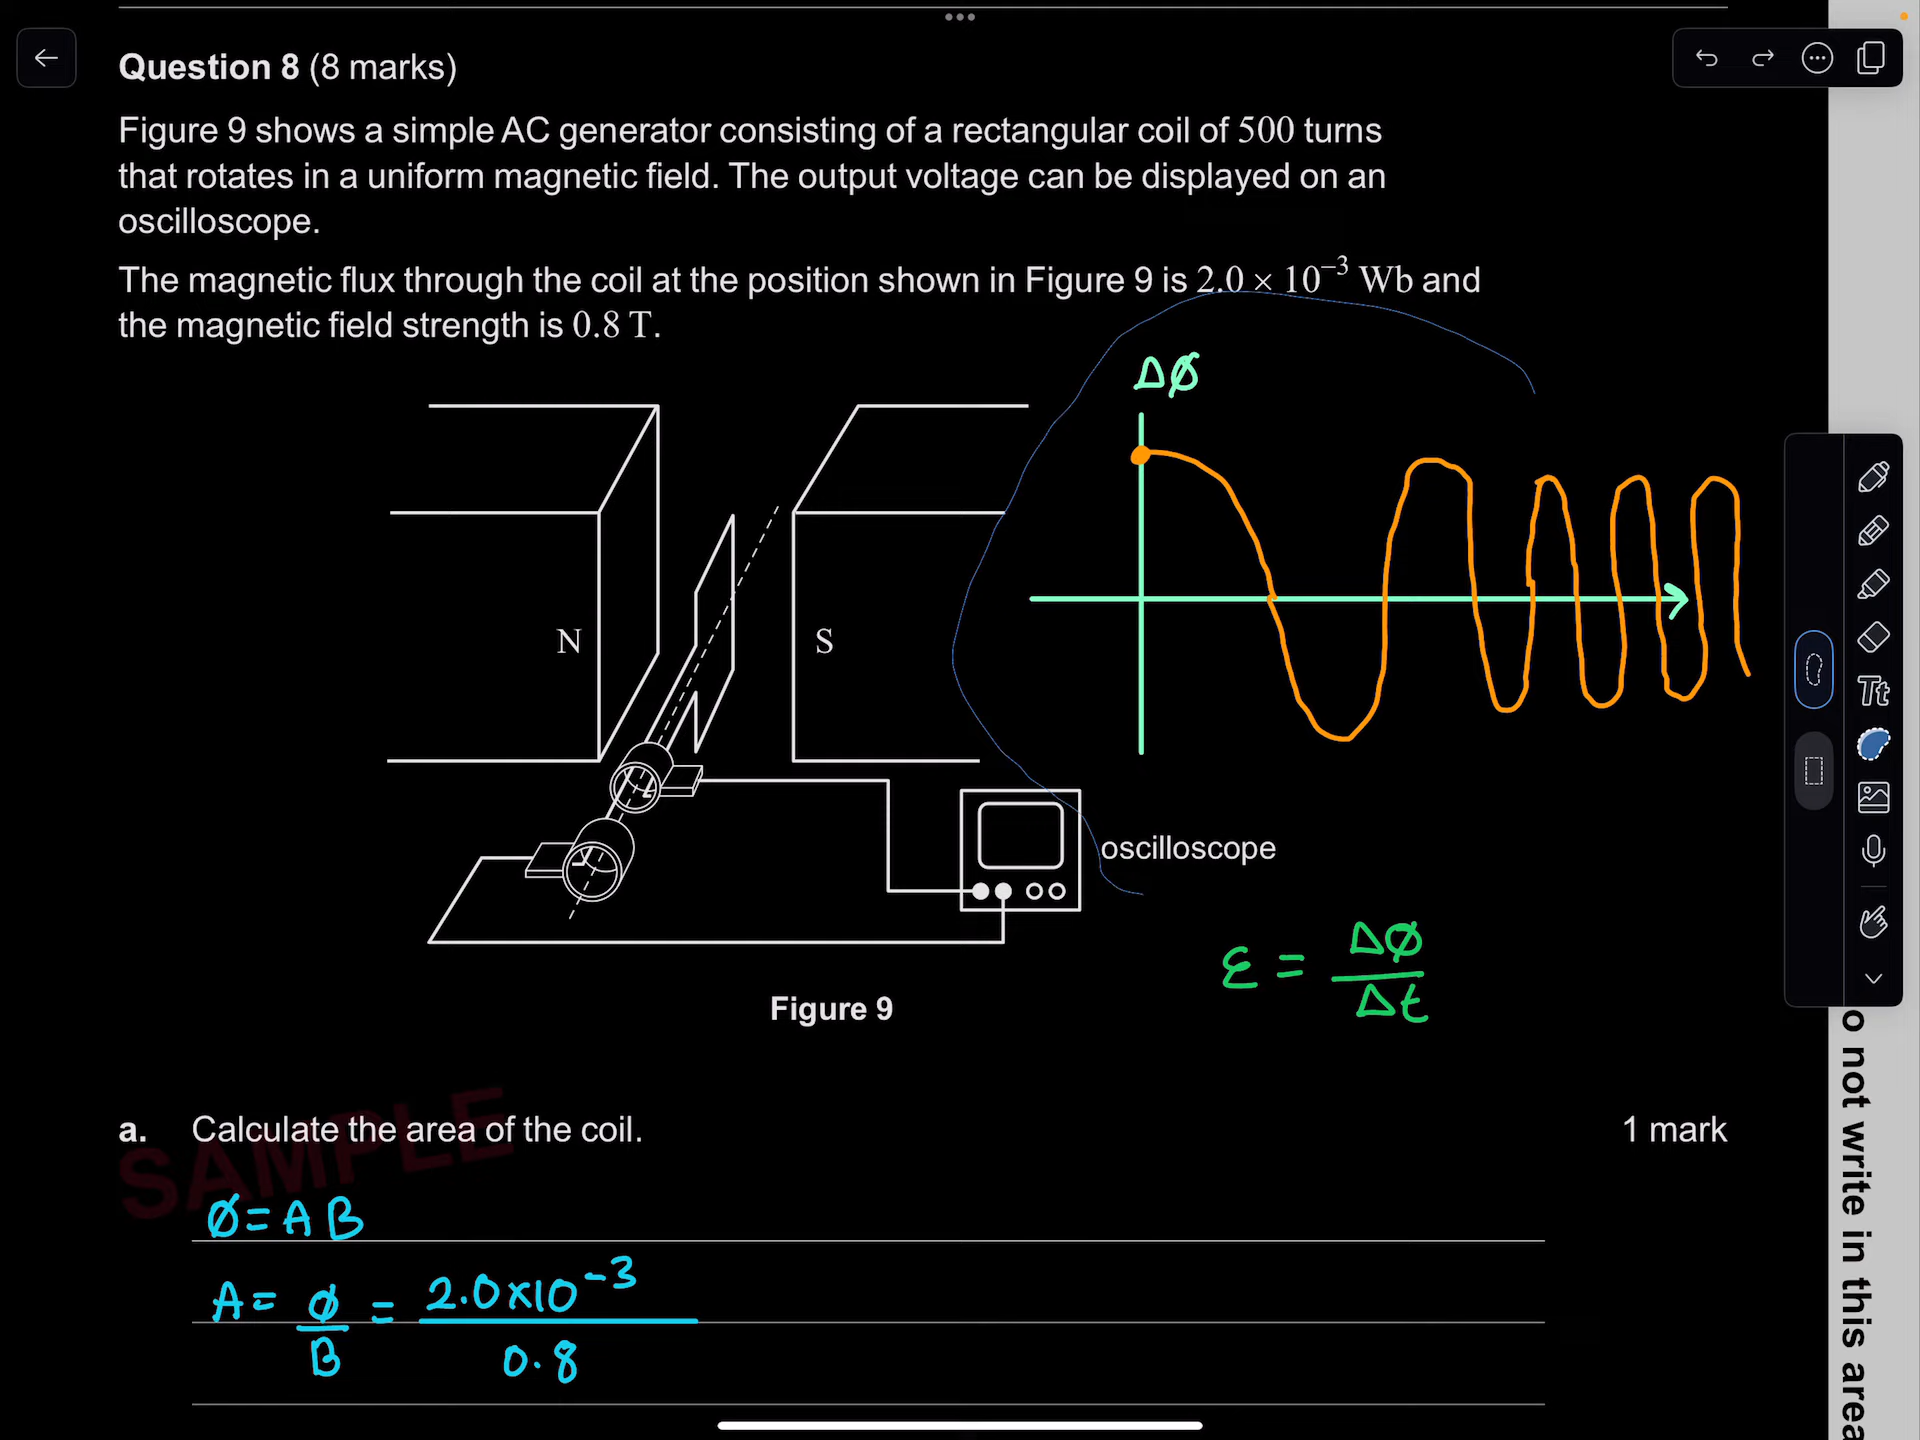 Question 8 (8 marks)
Figure 9 shows a simple AC generator consisting of a rectangular coil of 500 turns
that rotates in a uniform magnetic field. The output voltage can be displayed on an
oscilloscope.
The magnetic flux through the coil at the position shown in Figure 9 is 2.0 × 10⁻³ Wb and
the magnetic field strength is 0.8 T.
ΔØ
N
S
oscilloscope
ε = ΔØ / Δt
Figure 9
Tt
o not write in this area
SAMPLE
a. Calculate the area of the coil. 1 mark
Ø = A B
A = Ø / B = 2.0×10⁻³ / 0.8